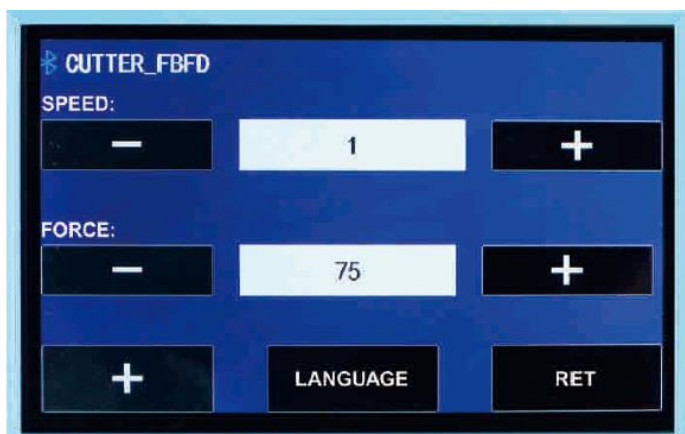 CUTTER_FBFD
SPEED:
− 1 +
FORCE:
− 75 +
+ LANGUAGE RET